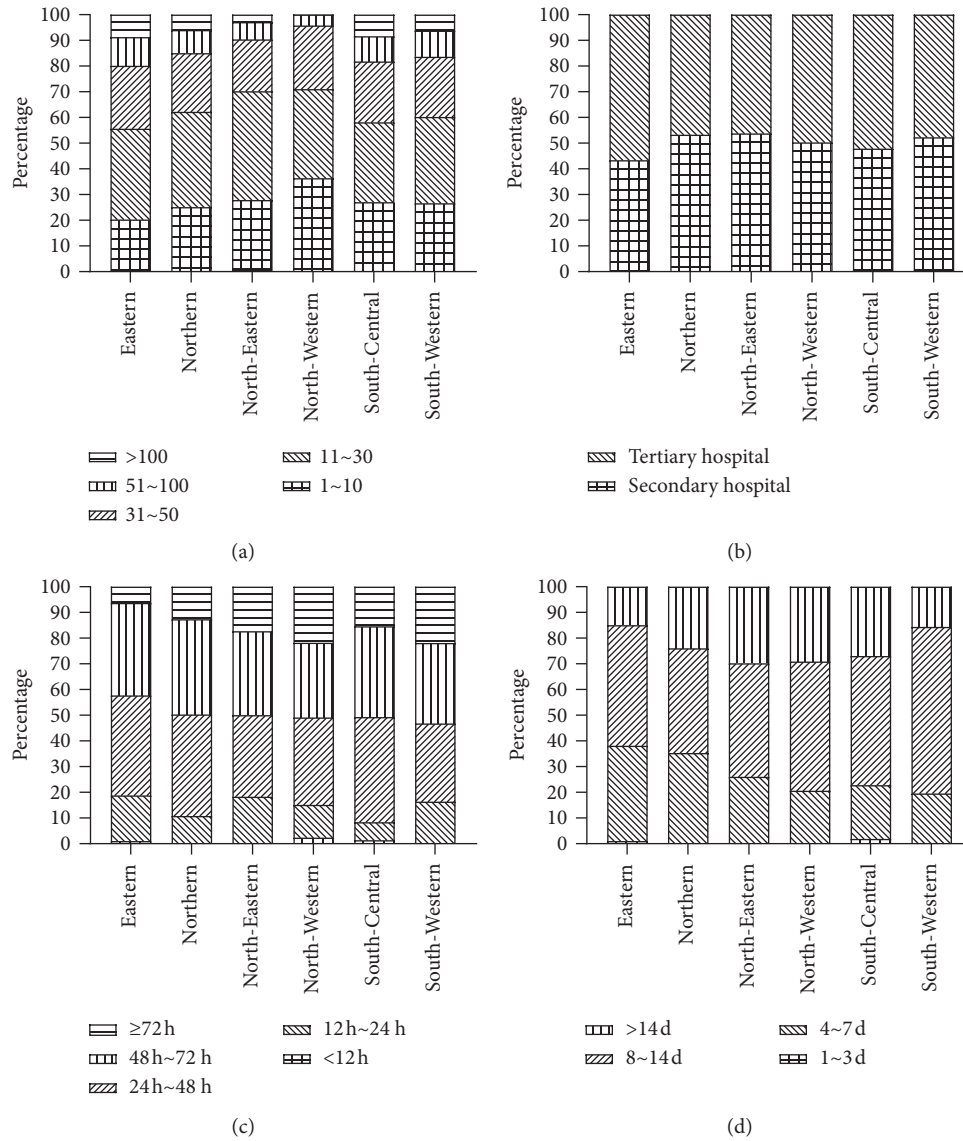 100
90
80
70
60
50
40
30
20
10
0
Percentage
Eastern
Northern
North-Eastern
North-Western
South-Central
South-Western
>100
11~30
51~100
1~10
31~50
(a)
100
90
80
70
60
50
40
30
20
10
0
Percentage
Eastern
Northern
North-Eastern
North-Western
South-Central
South-Western
Tertiary hospital
Secondary hospital
(b)
100
90
80
70
60
50
40
30
20
10
0
Percentage
Eastern
Northern
North-Eastern
North-Western
South-Central
South-Western
≥72 h
12 h~24 h
48 h~72 h
<12 h
24 h~48 h
(c)
100
90
80
70
60
50
40
30
20
10
0
Percentage
Eastern
Northern
North-Eastern
North-Western
South-Central
South-Western
>14 d
4~7 d
8~14 d
1~3 d
(d)